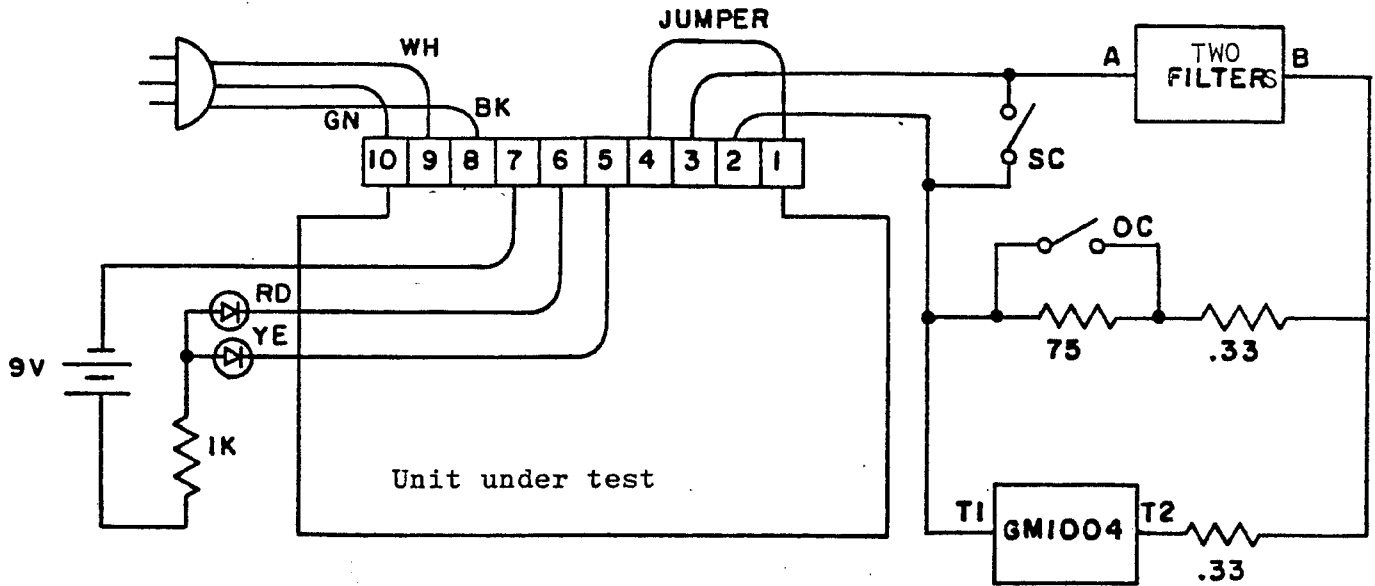 JUMPER
WH
GN
BK
A
TWO
FILTERS
B
10 9 8 7 6 5 4 3 2 1
SC
OC
RD
YE
75
.33
9V
1K
Unit under test
T1
GM1004
T2
.33